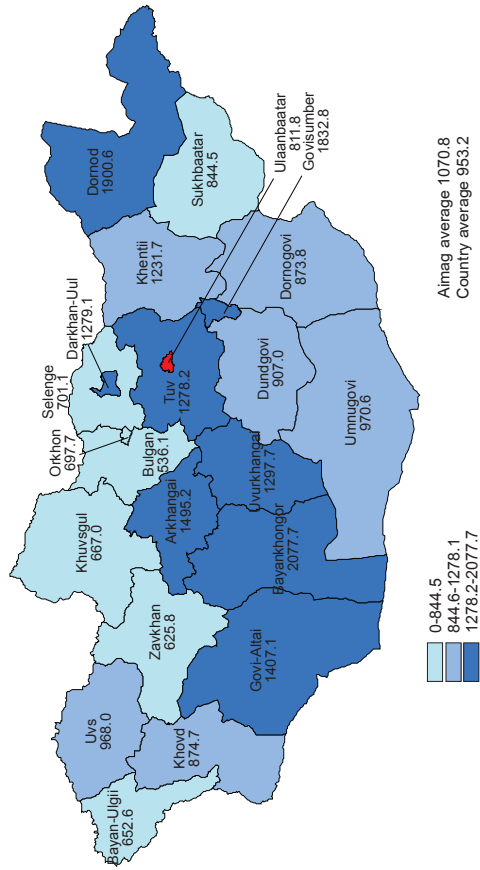 Bayan-Ulgii
652.6
Uvs
968.0
Khovd
874.7
Zavkhan
625.8
Govi-Altai
1407.1
Khuvsgul
667.0
Arkhangai
1495.2
Bayankhongor
2077.7
Orkhon
697.7
Bulgan
536.1
Uvurkhangai
1297.7
Selenge
701.1
Darkhan-Uul
1279.1
Tuv
1278.2
Dundgovi
907.0
Umnugovi
970.6
Khentii
1231.7
Dornogovi
873.8
Dornod
1900.6
Sukhbaatar
844.5
Ulaanbaatar
811.8
Govisumber
1832.8
0-844.5
844.6-1278.1
1278.2-2077.7
Aimag average 1070.8
Country average 953.2